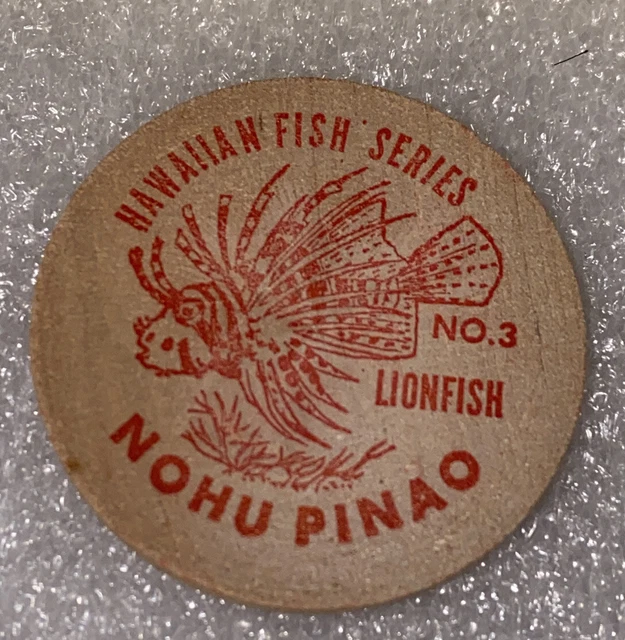 HAWAIIAN FISH SERIES
NO.3
LIONFISH
NOHU PINAO